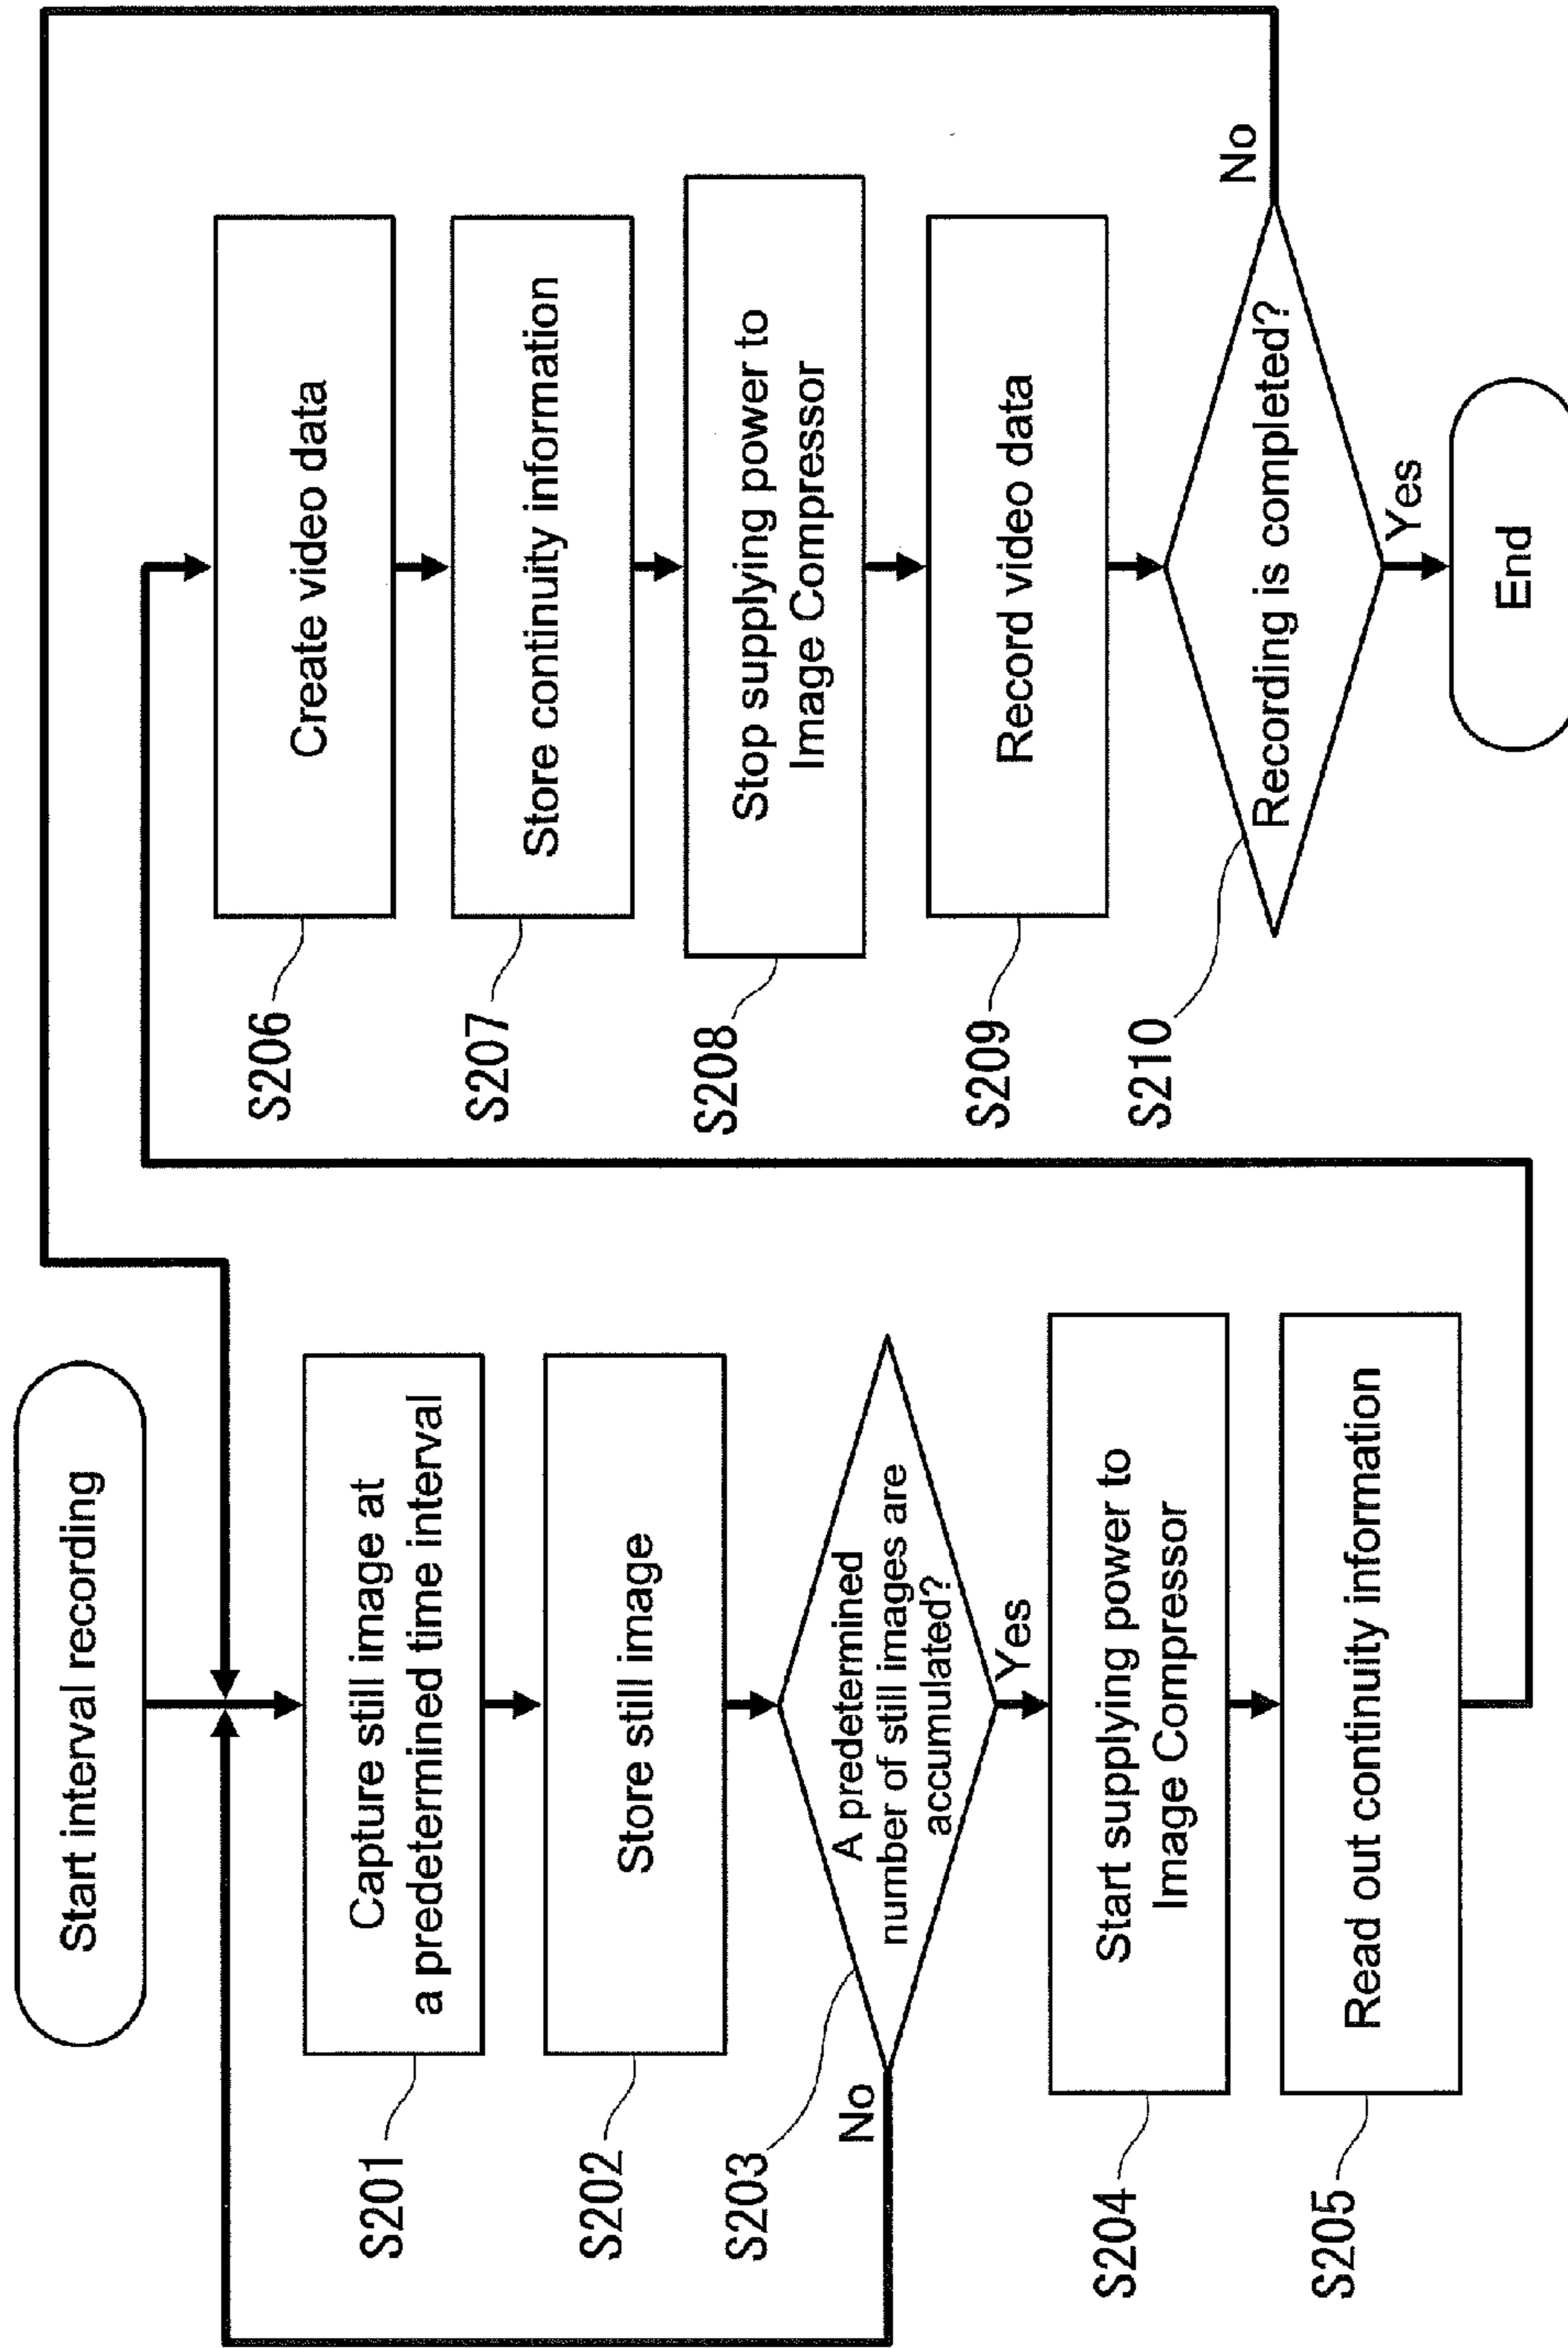 Start interval recording
S201
Capture still image at
a predetermined time interval
S202
Store still image
S203
A predetermined
number of still images are
accumulated?
No
Yes
S204
Start supplying power to
Image Compressor
S205
Read out continuity information
S206
Create video data
S207
Store continuity information
S208
Stop supplying power to
Image Compressor
S209
Record video data
S210
Recording is completed?
No
Yes
End